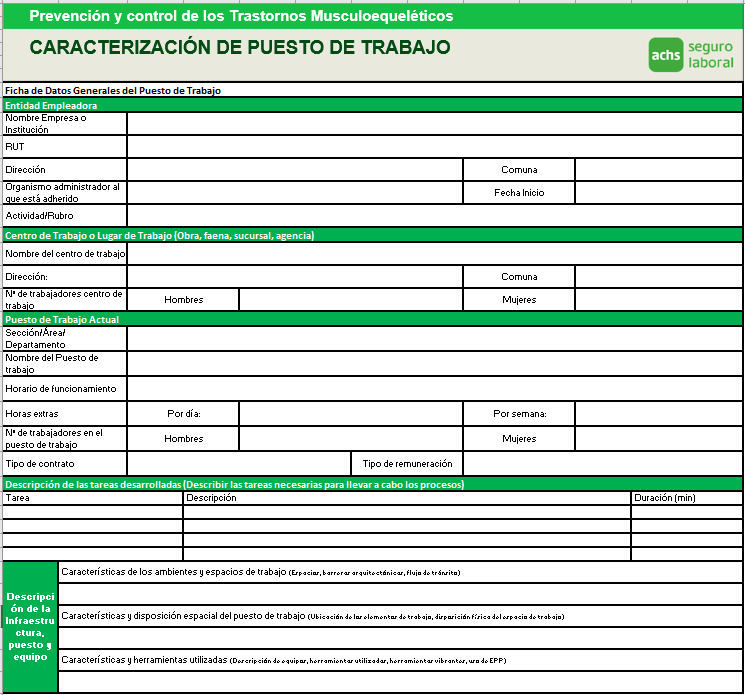 Prevención y control de los Trastornos Musculoequeléticos
CARACTERIZACIÓN DE PUESTO DE TRABAJO
achs seguro laboral
Ficha de Datos Generales del Puesto de Trabajo
Entidad Empleadora
Nombre Empresa o
Institución
RUT
Dirección Comuna
Organismo administrador al
que está adherido Fecha Inicio
Actividad/Rubro
Centro de Trabajo o Lugar de Trabajo (Obra, faena, sucursal, agencia)
Nombre del centro de trabajo
Dirección: Comuna
Nº de trabajadores centro de
trabajo Hombres Mujeres
Puesto de Trabajo Actual
Sección/Área/
Departamento
Nombre del Puesto de
trabajo
Horario de funcionamiento
Horas extras Por día: Por semana:
Nº de trabajadores en el
puesto de trabajo Hombres Mujeres
Tipo de contrato Tipo de remuneración
Descripción de las tareas desarrolladas (Describir las tareas necesarias para llevar a cabo los procesos)
Tarea Descripción Duración (min)
Descripci
ón de la
Infraestru
ctura,
puesto y
equipo
Características de los ambientes y espacios de trabajo (Espacios, barreras arquitectónicas, flujo de tránsito)
Características y disposición espacial del puesto de trabajo (Ubicación de los elementos de trabajo, disposición física del espacio de trabajo)
Características y herramientas utilizadas (Descripción de equipos, herramientas utilizadas, herramientas vibrantes, uso de EPP)